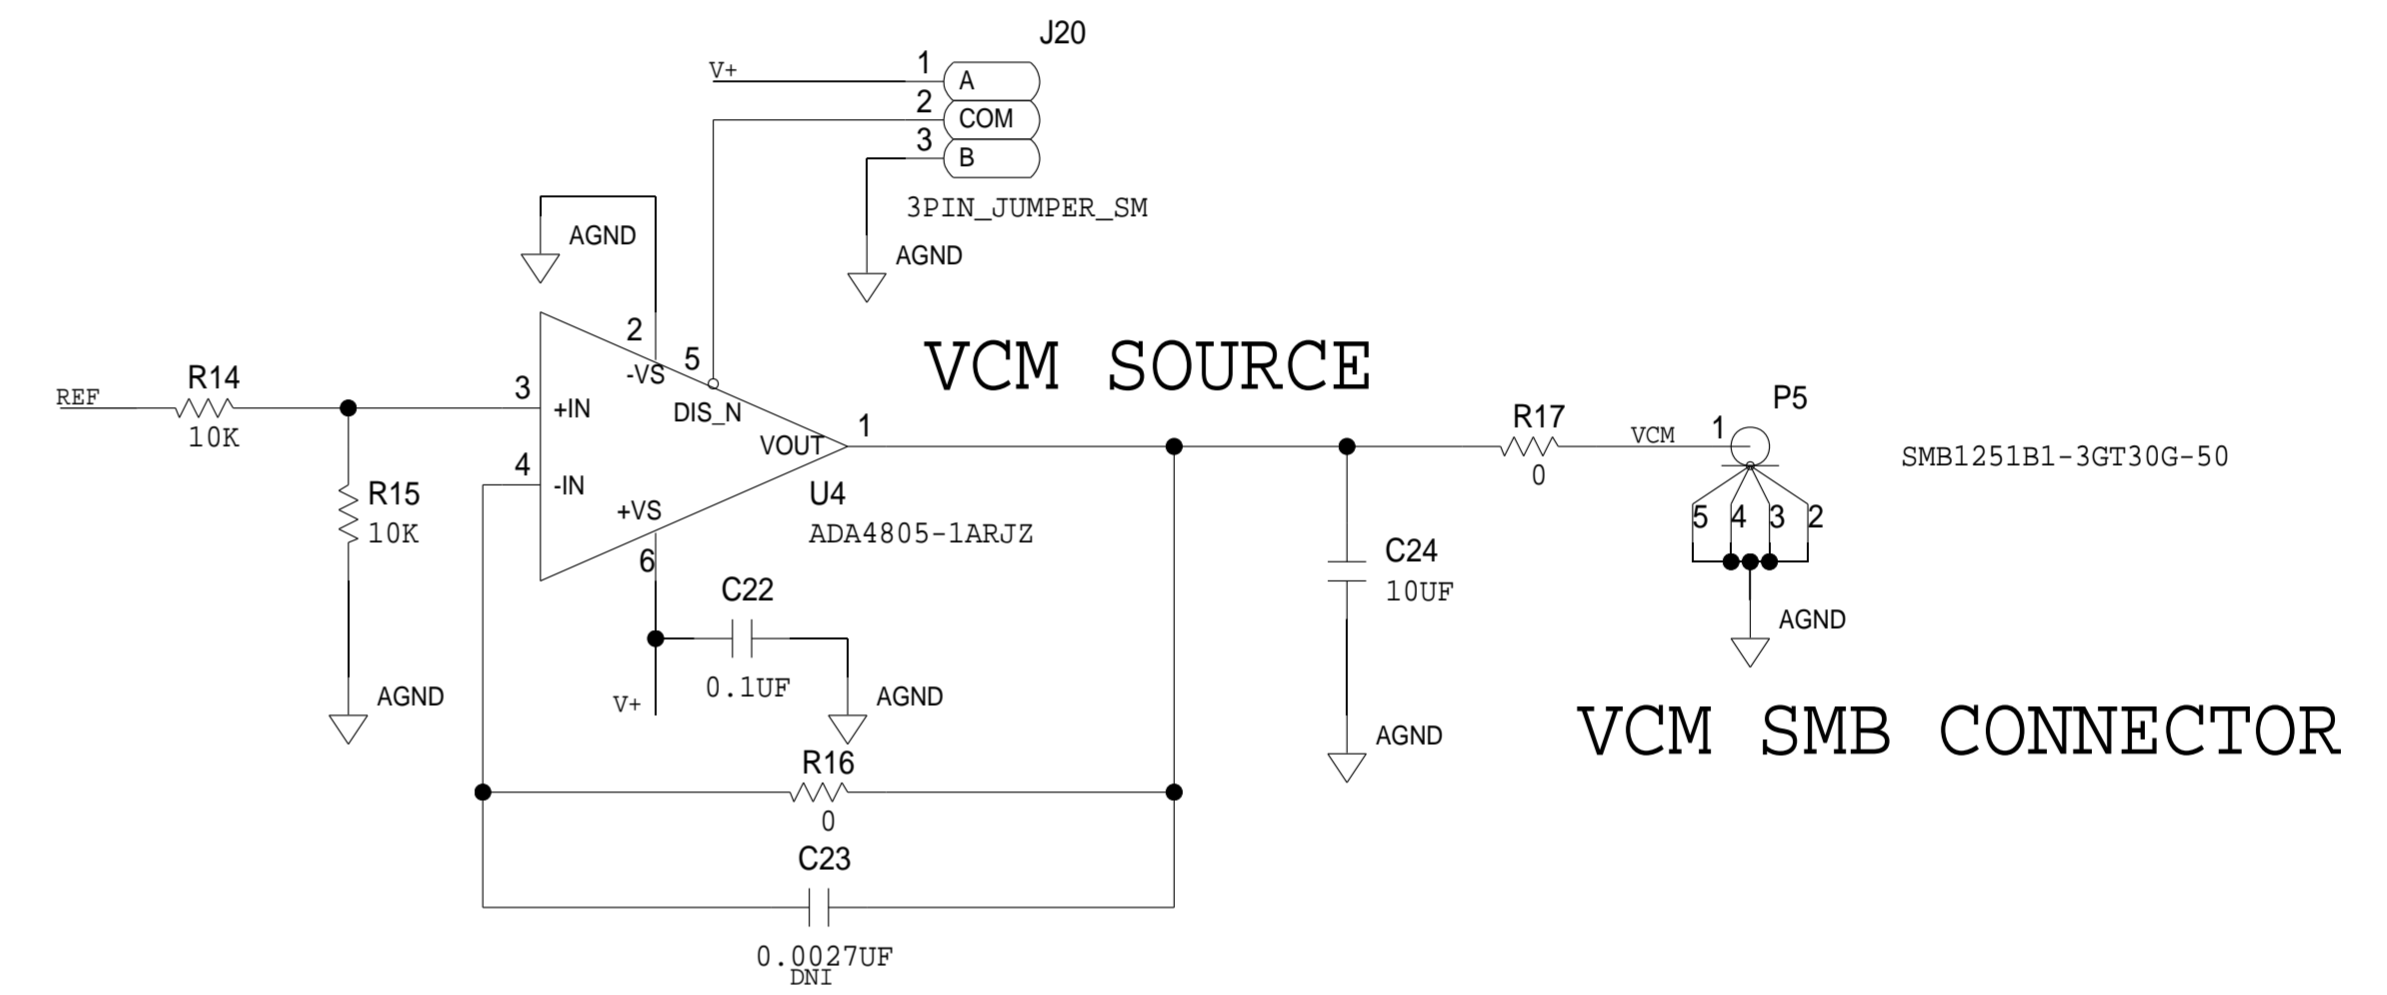 J20
V+
1
A
2
COM
3
B
3PIN_JUMPER_SM
AGND
AGND
2
5
-VS
VCM SOURCE
REF
R14
10K
3
+IN
DIS_N
VOUT
1
R17
0
VCM
1
P5
SMB1251B1-3GT30G-50
4
-IN
R15
10K
+VS
U4
ADA4805-1ARJZ
5
4
3
2
6
C22
0.1UF
C24
10UF
AGND
AGND
V+
AGND
AGND
VCM SMB CONNECTOR
R16
0
C23
0.0027UF
DNI